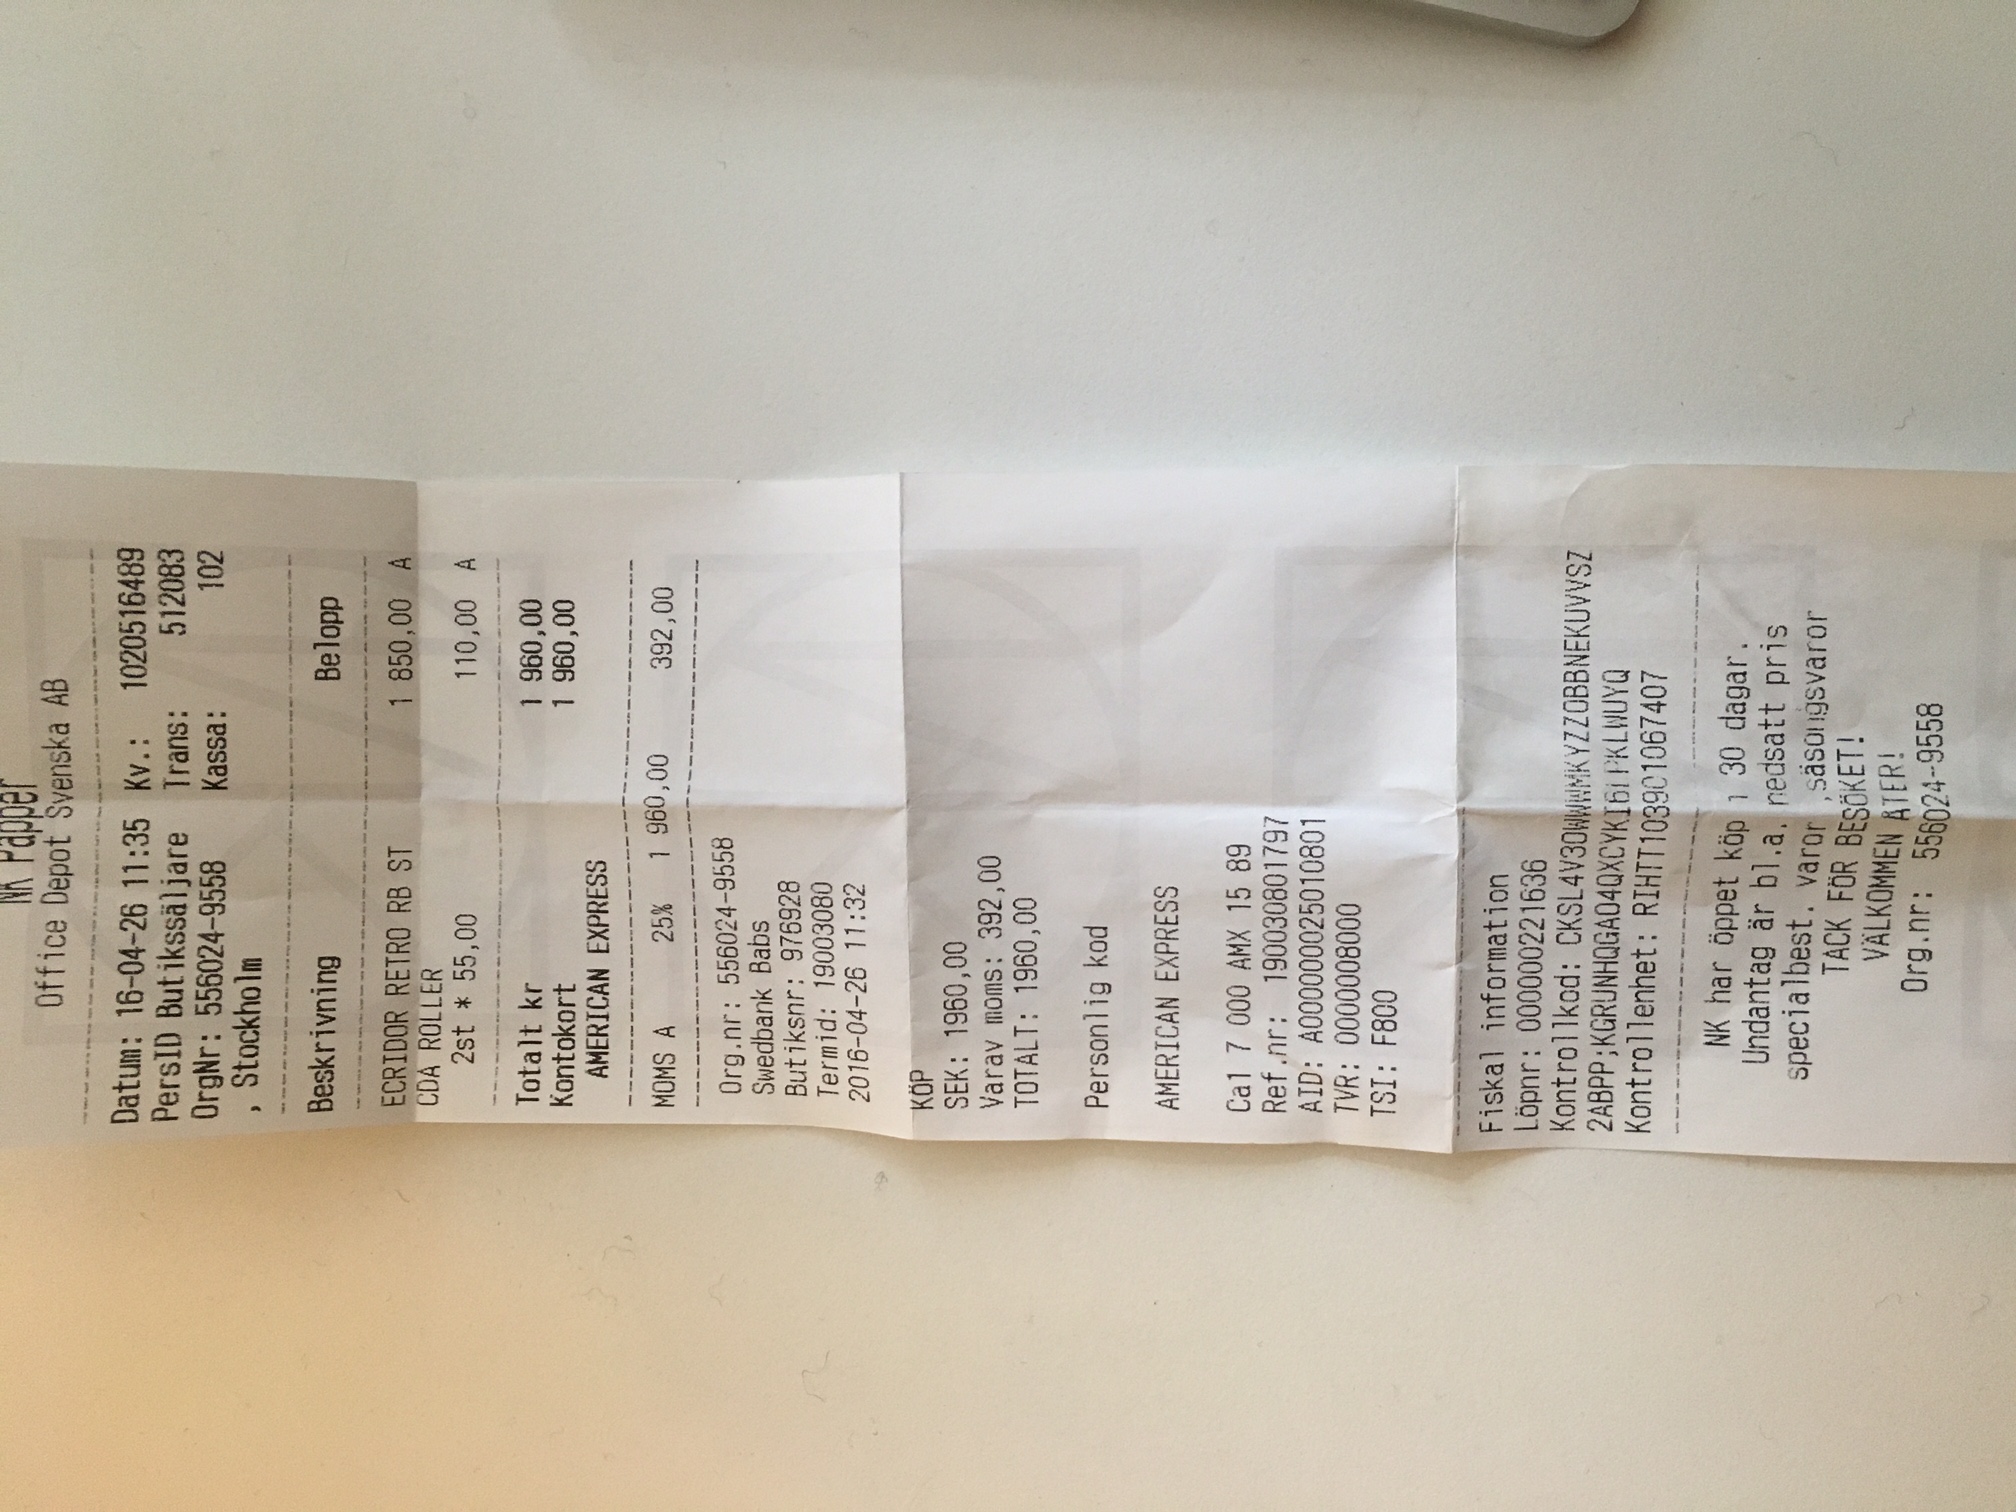 NK Papper
Office Depot Svenska AB
Datum: 16-04-26 11:35 Kv.: 1020516489
PersID Butikssäljare Trans: 512083
OrgNr: 556024-9558 Kassa: 102
, Stockholm
Beskrivning Belopp
ECRIDOR RETRO RB ST 1 850,00 A
CDA ROLLER
2st * 55,00 110,00 A
Totalt kr 1 960,00
Kontokort 1 960,00
AMERICAN EXPRESS
MOMS A 25% 1 960,00 392,00
Org.nr: 556024-9558
Swedbank Babs
Butiksnr: 976928
Termid: 19003080
2016-04-26 11:32
KÖP
SEK: 1960,00
Varav moms: 392,00
TOTALT: 1960,00
Personlig kod
AMERICAN EXPRESS
Ca1 7 000 AMX 15 89
Ref.nr: 190030801797
AID: A000000025010801
TVR: 0000008000
TSI: F800
Fiskal information
Löpnr: 000000221636
Kontrollkod:
Kontrollenhet: RIHTT103901067407
NK har öppet köp 30 dagar.
Undantag är bl.a. nedsatt pris
specialbest. varor ,säsongsvaror
TACK FÖR BESÖKET!
VÄLKOMMEN ÅTER!
Org.nr: 556024-9558